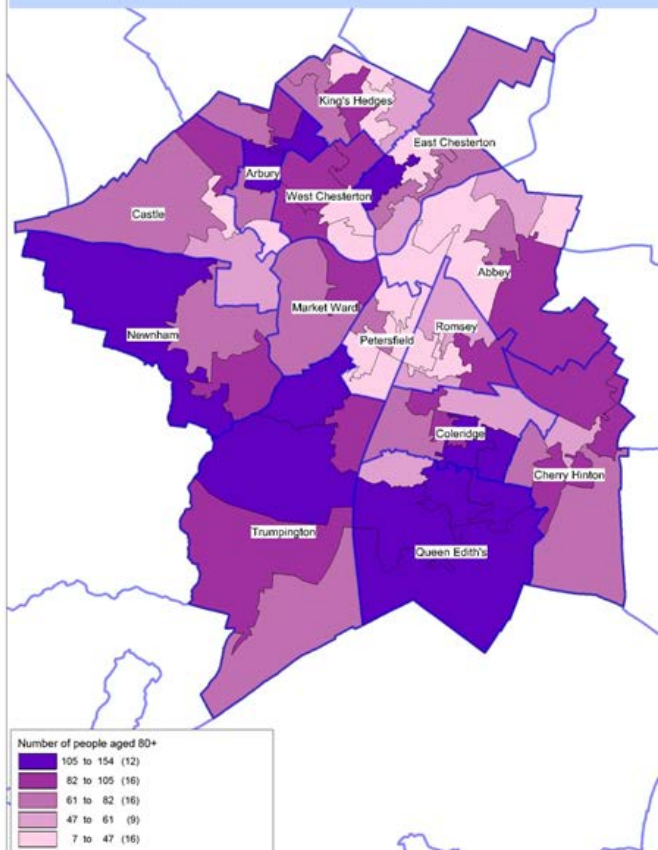 King's Hedges
East Chesterton
Arbury
West Chesterton
Castle
Abbey
Market Ward
Romsey
Newnham
Petersfield
Coleridge
Cherry Hinton
Trumpington
Queen Edith's
Number of people aged 80+
105 to 154 (12)
82 to 105 (16)
61 to 82 (16)
47 to 61 (9)
7 to 47 (16)